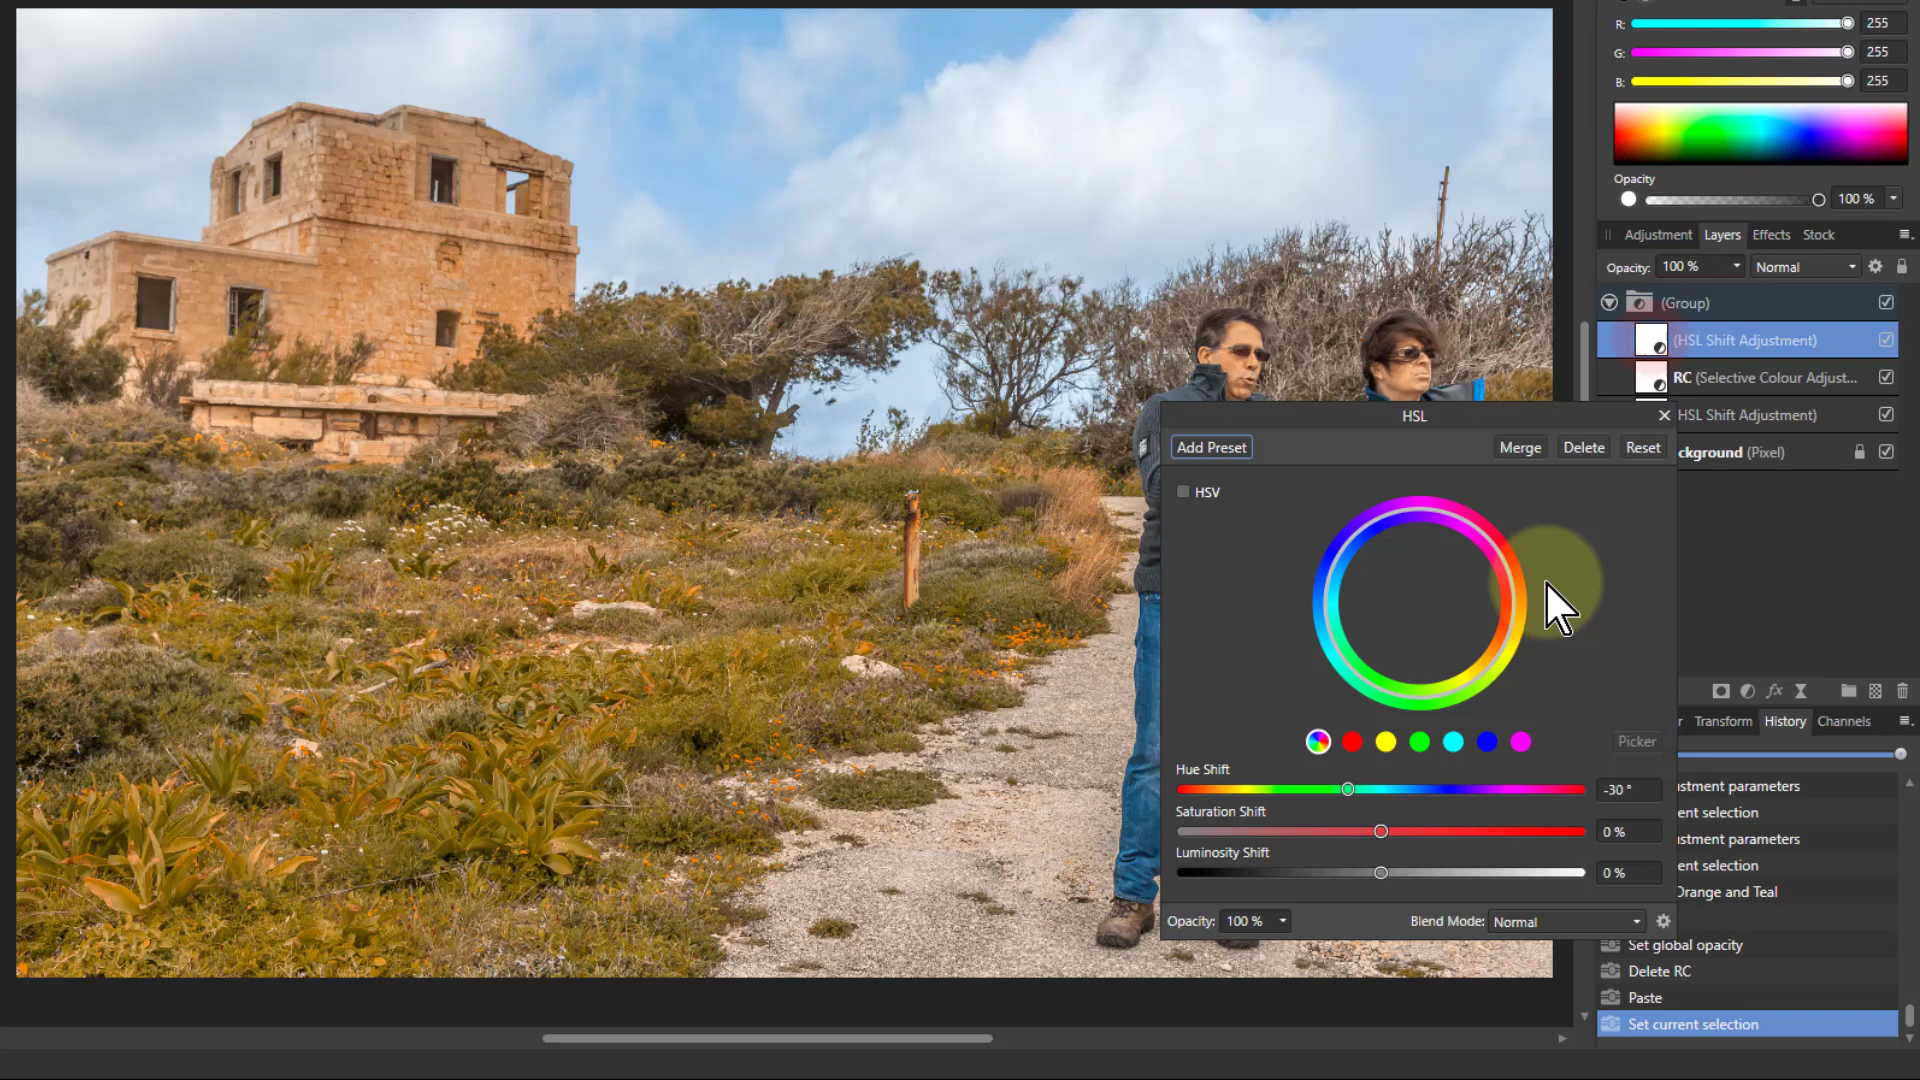 R: 255
G: 255
B: 255
Opacity
100 %
Adjustment Layers Effects Stock
Opacity: 100 % Normal
(Group)
(HSL Shift Adjustment)
RC (Selective Colour Adjust...
HSL Shift Adjustment)
ckground (Pixel)
HSL
Add Preset Merge Delete Reset
HSV
Picker
Hue Shift
-30 °
Saturation Shift
0 %
Luminosity Shift
0 %
Opacity: 100 % Blend Mode: Normal
fx
r Transform History Channels
ustment parameters
ent selection
ustment parameters
ent selection
Orange and Teal
Set global opacity
Delete RC
Paste
Set current selection